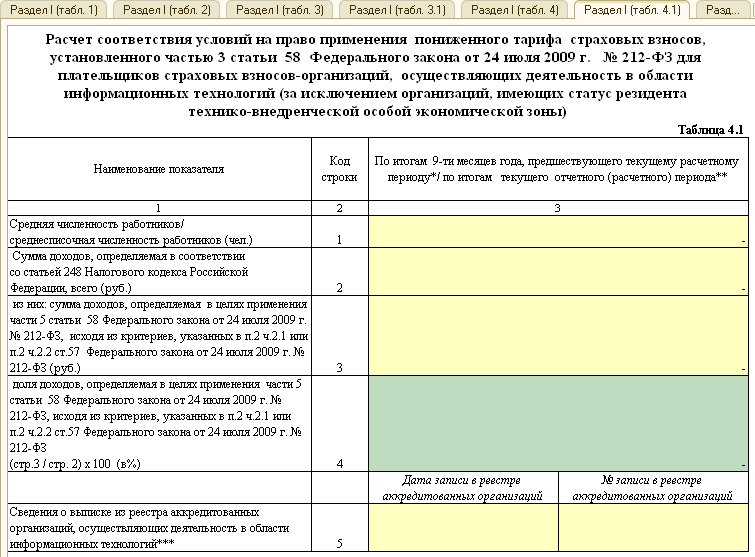 Раздел I (табл. 1) Раздел I (табл. 2) Раздел I (табл. 3) Раздел I (табл. 3.1) Раздел I (табл. 4) Раздел I (табл. 4.1) Разд...
Расчет соответствия условий на право применения пониженного тарифа страховых взносов,
установленного частью 3 статьи 58 Федерального закона от 24 июля 2009 г. № 212-ФЗ для
плательщиков страховых взносов-организаций, осуществляющих деятельность в области
информационных технологий (за исключением организаций, имеющих статус резидента
технико-внедренческой особой экономической зоны)
Таблица 4.1
Наименование показателя
Код
строки
По итогам 9-ти месяцев года, предшествующего текущему расчетному
периоду*/ по итогам текущего отчетного (расчетного) периода**
1 2 3
Средняя численность работников/
среднесписочная численность работников (чел.) 1 -
Сумма доходов, определяемая в соответствии
со статьей 248 Налогового кодекса Российской
Федерации, всего (руб.) 2 -
из них: сумма доходов, определяемая в целях применения
части 5 статьи 58 Федерального закона от 24 июля 2009 г.
№ 212-ФЗ, исходя из критериев, указанных в п.2 ч.2.1 или
п.2 ч.2.2 ст.57 Федерального закона от 24 июля 2009 г. №
212-ФЗ (руб.) 3 -
доля доходов, определяемая в целях применения части 5
статьи 58 Федерального закона от 24 июля 2009 г. №
212-ФЗ, исходя из критериев, указанных в п.2 ч.2.1 или
п.2 ч.2.2 ст.57 Федерального закона от 24 июля 2009 г. №
212-ФЗ
(стр.3 / стр. 2) х 100 (в%) 4 -
Дата записи в реестре
аккредитованных организаций
№ записи в реестре
аккредитованных организаций
Сведения о выписке из реестра аккредитованных
организаций, осуществляющих деятельность в области
информационных технологий*** 5